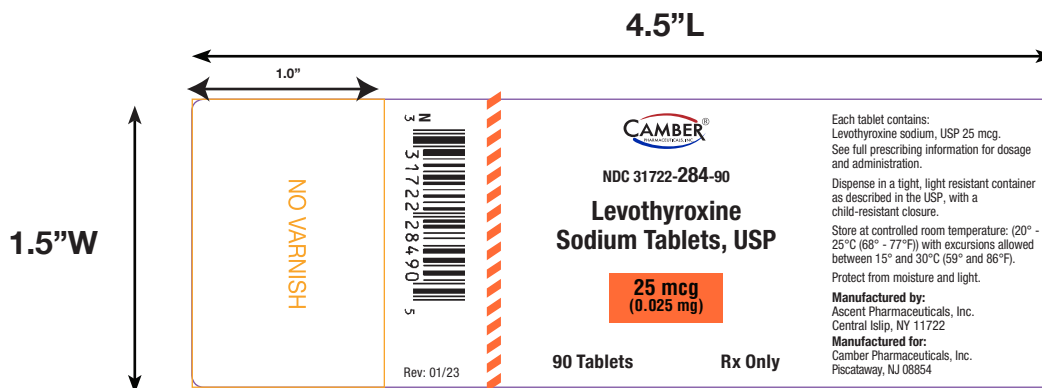 4.5”L
1.0”
1.5”W
NO VARNISH
N
3 31722 28490 5
Rev: 01/23
CAMBER®
PHARMACEUTICALS, INC
NDC 31722-284-90
Levothyroxine
Sodium Tablets, USP
25 mcg
(0.025 mg)
90 Tablets Rx Only
Each tablet contains:
Levothyroxine sodium, USP 25 mcg.
See full prescribing information for dosage
and administration.
Dispense in a tight, light resistant container
as described in the USP, with a
child-resistant closure.
Store at controlled room temperature: (20° -
25°C (68° - 77°F)) with excursions allowed
between 15° and 30°C (59° and 86°F).
Protect from moisture and light.
Manufactured by:
Ascent Pharmaceuticals, Inc.
Central Islip, NY 11722
Manufactured for:
Camber Pharmaceuticals, Inc.
Piscataway, NJ 08854